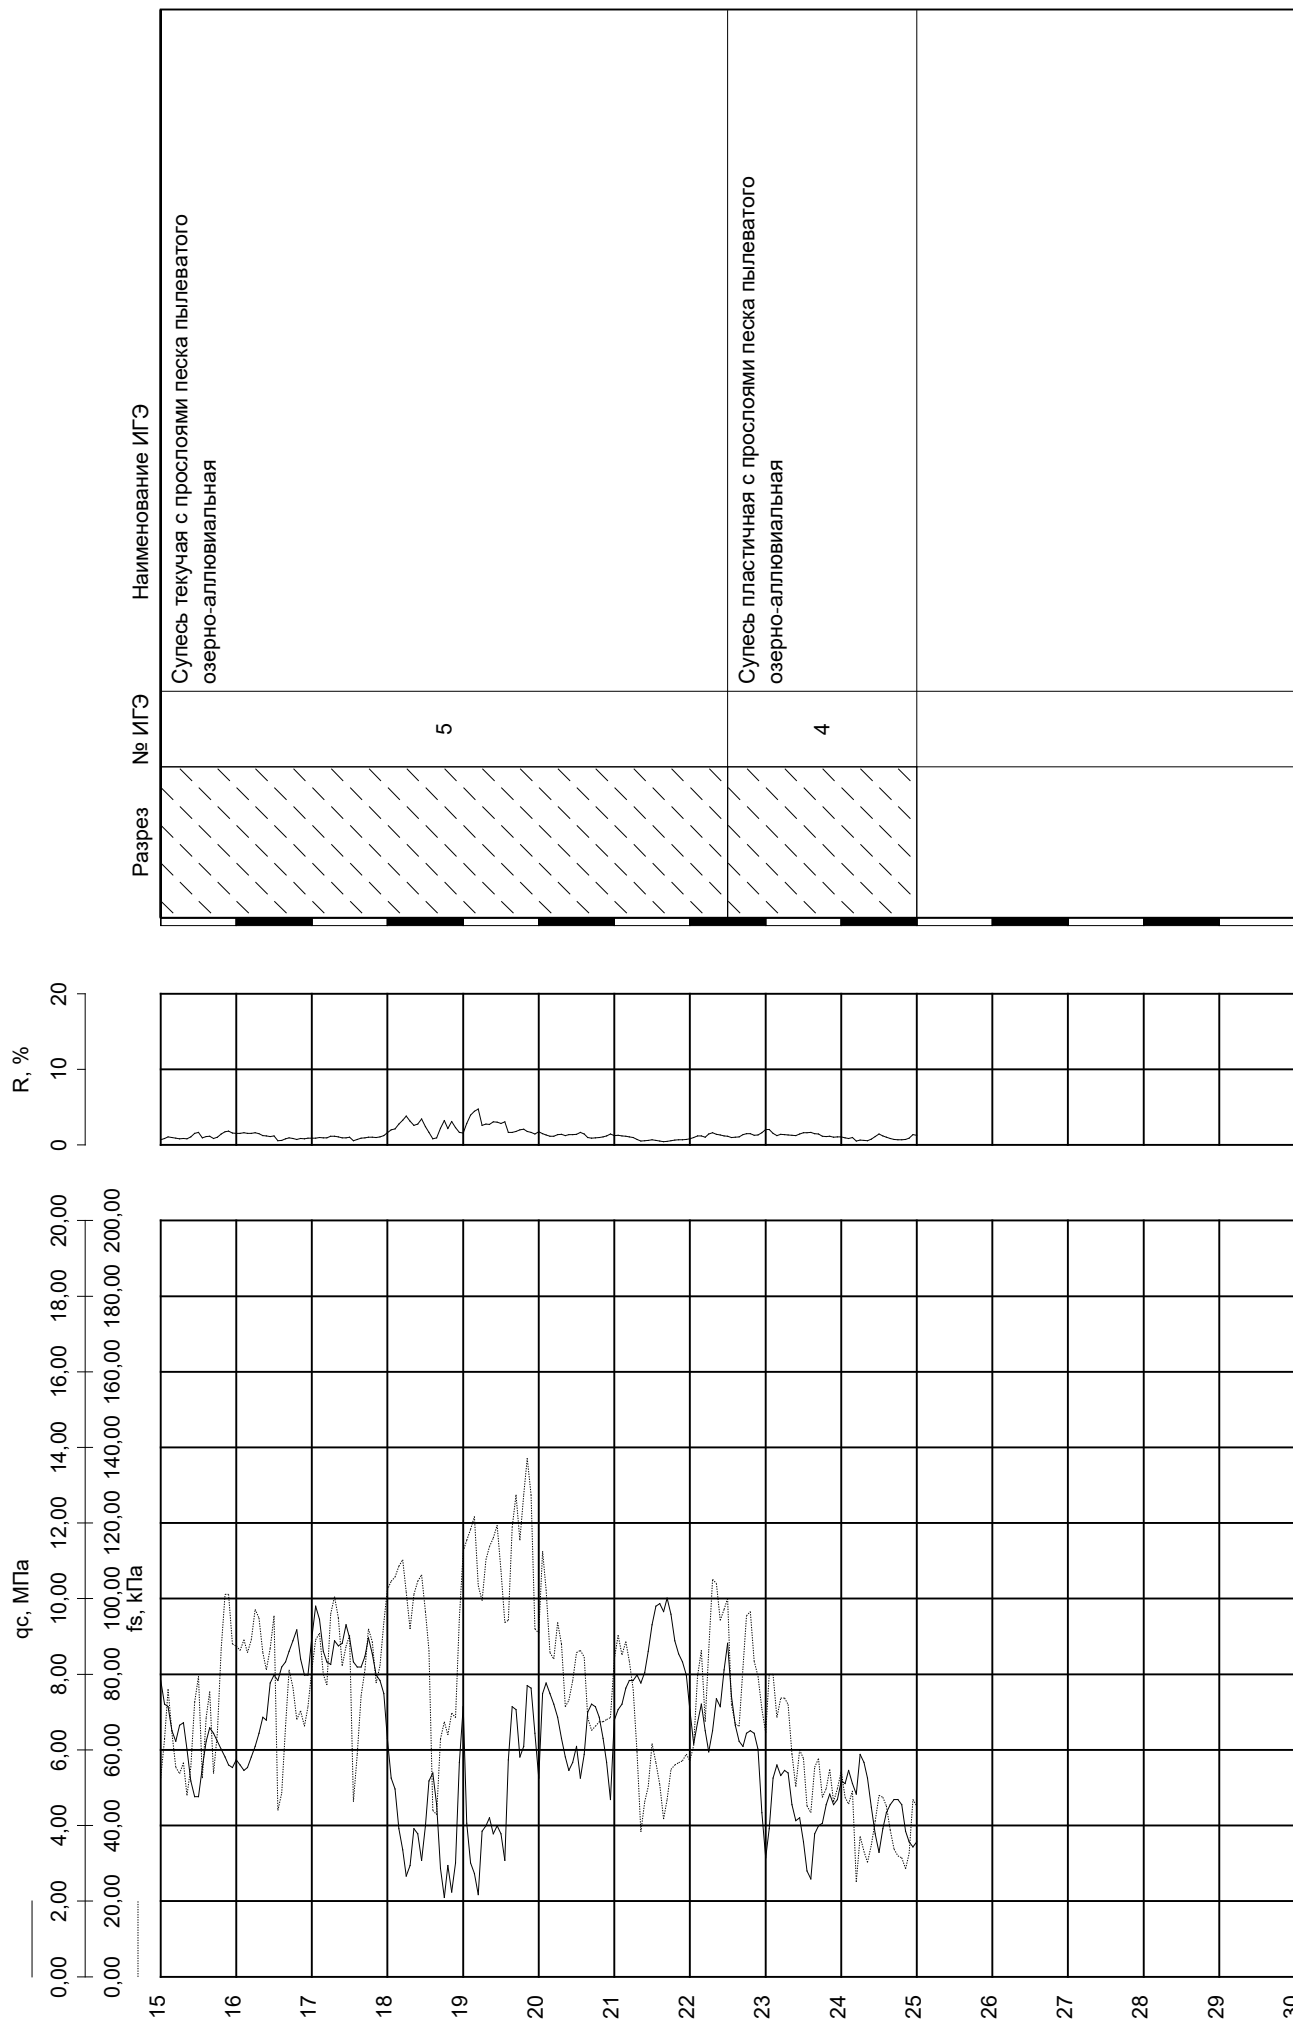 qc, МПа
0,00 2,00 4,00 6,00 8,00 10,00 12,00 14,00 16,00 18,00 20,00
0,00 20,00 40,00 60,00 80,00 100,00 120,00 140,00 160,00 180,00 200,00
fs, кПа
R, %
0 10 20
Разрез
№ ИГЭ
Наименование ИГЭ
15
16
17
18
19
20
21
22
23
24
25
26
27
28
29
30
5
Супесь текучая с прослоями песка пылеватого
озерно-аллювиальная
4
Супесь пластичная с прослоями песка пылеватого
озерно-аллювиальная